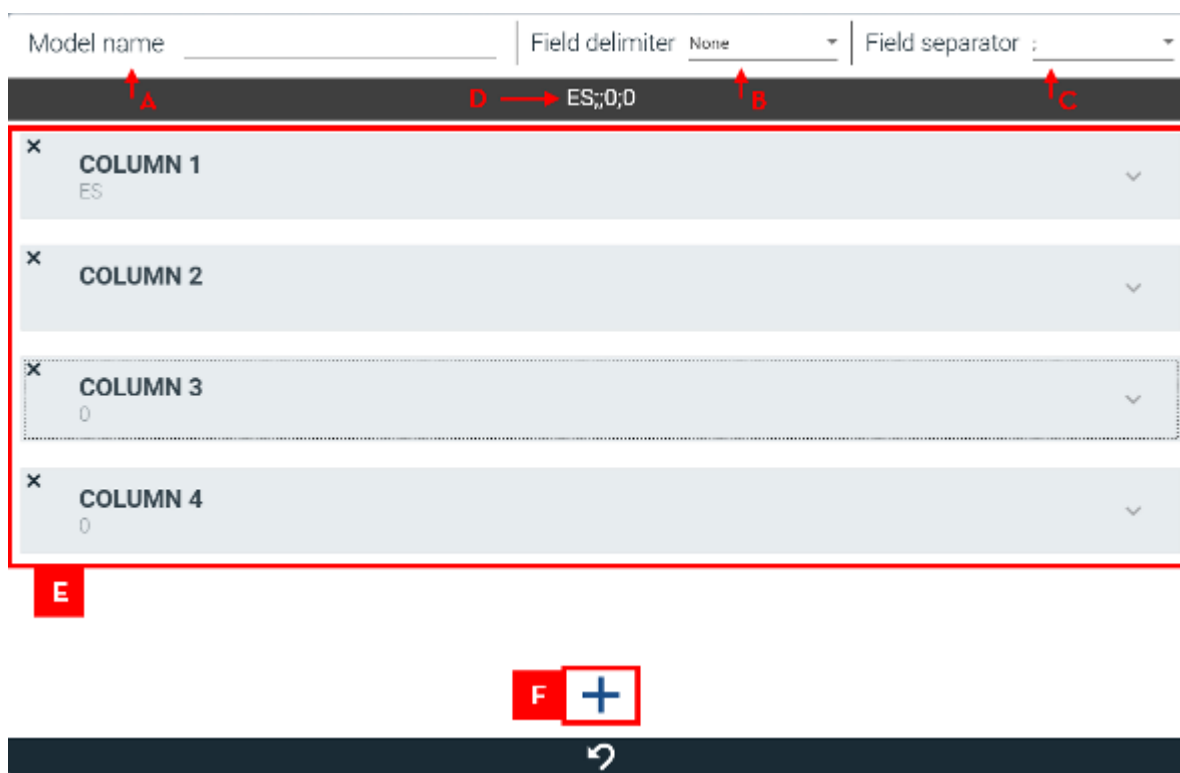 Model name Field delimiter None Field separator ;
A B C
D ES;;0;0
COLUMN 1
ES
COLUMN 2
COLUMN 3
0
COLUMN 4
0
E
F +